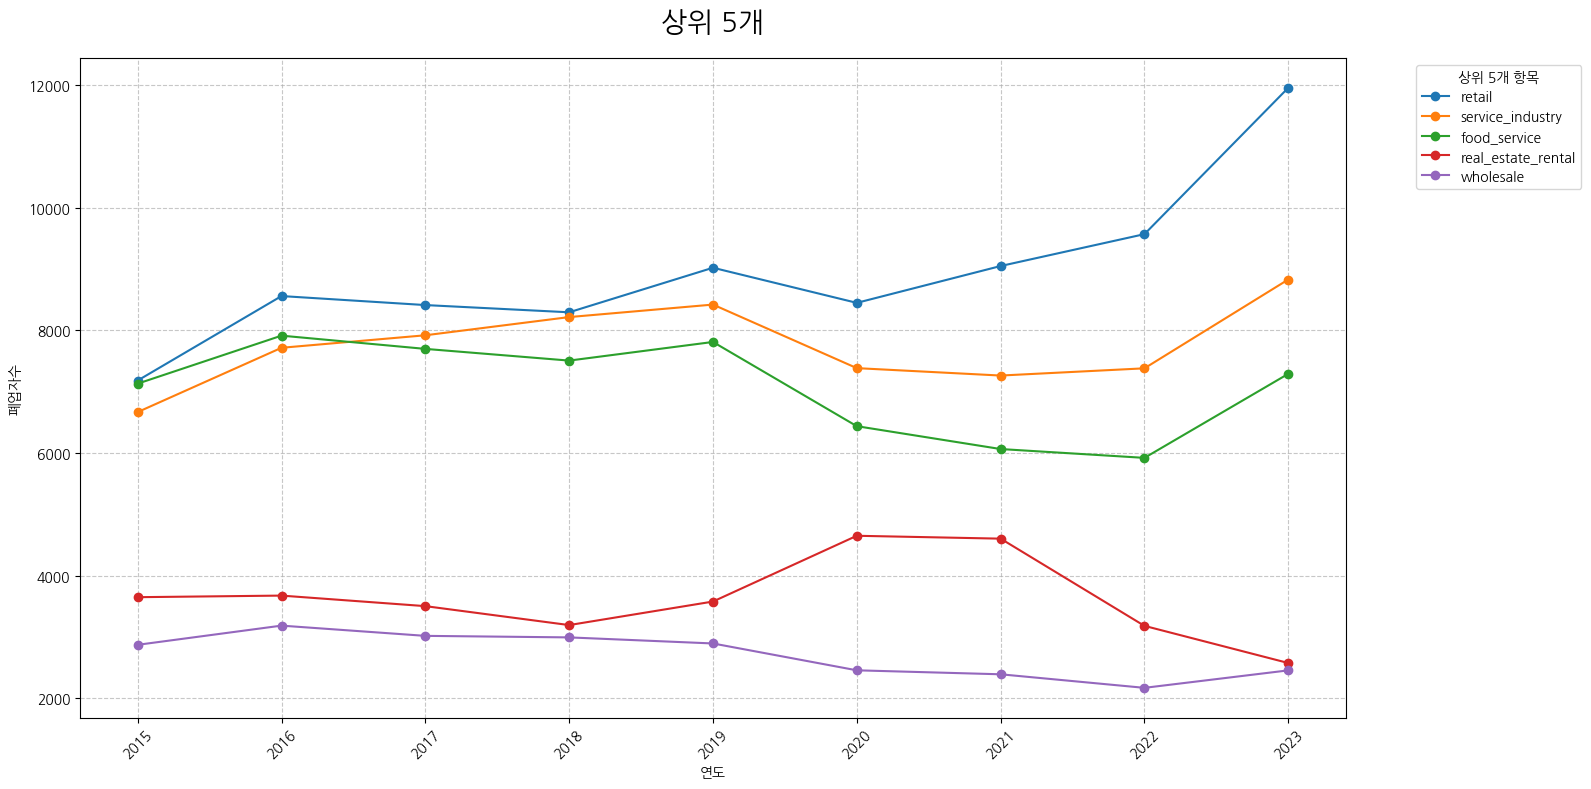 상위 5개
12000
10000
8000
6000
4000
2000
폐업자수
2015
2016
2017
2018
2019
2020
2021
2022
2023
연도
상위 5개 항목
retail
service_industry
food_service
real_estate_rental
wholesale